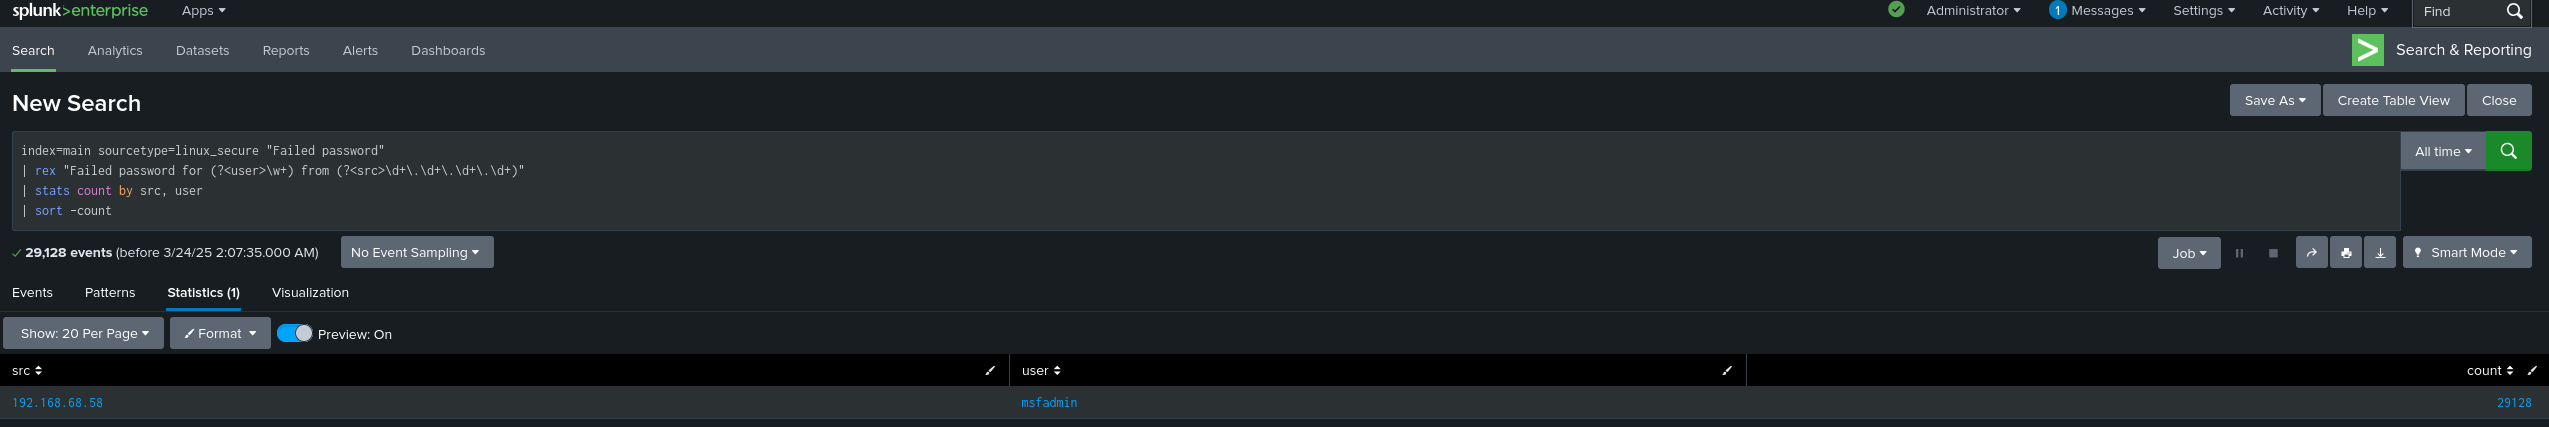 splunk>enterprise Apps Administrator 1 Messages Settings Activity Help Find
Search Analytics Datasets Reports Alerts Dashboards > Search & Reporting
New Search Save As Create Table View Close
index=main sourcetype=linux_secure "Failed password"
| rex "Failed password for (?<user>\w+) from (?<src>\d+\.\d+\.\d+\.\d+)"
| stats count by src, user
| sort -count
All time
29,128 events (before 3/24/25 2:07:35.000 AM) No Event Sampling Job Smart Mode
Events Patterns Statistics (1) Visualization
Show: 20 Per Page Format Preview: On
src user count
192.168.68.58 msfadmin 29128